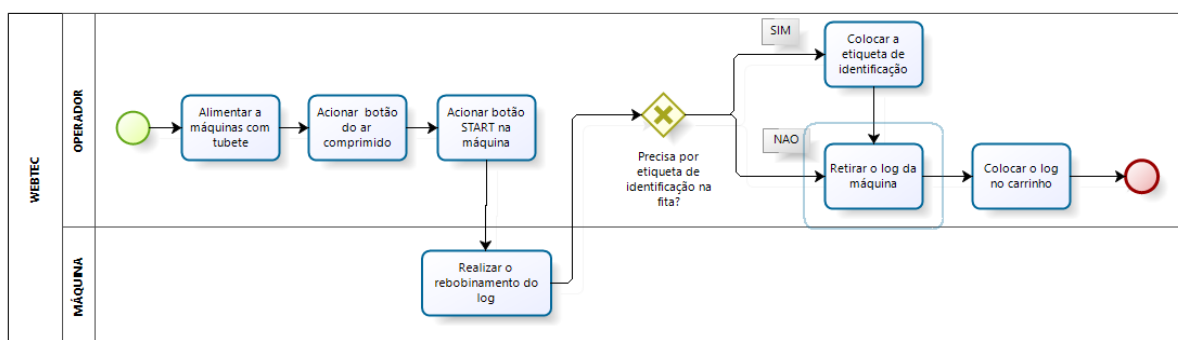 WEBTEC
OPERADOR
Alimentar a
máquinas com
tubete
Acionar botão
do ar
comprimido
Acionar botão
START na
máquina
Precisa por
etiqueta de
identificação na
fita?
SIM
Colocar a
etiqueta de
identificação
NAO
Retirar o log da
máquina
Colocar o log
no carrinho
MÁQUINA
Realizar o
rebobinamento do
log